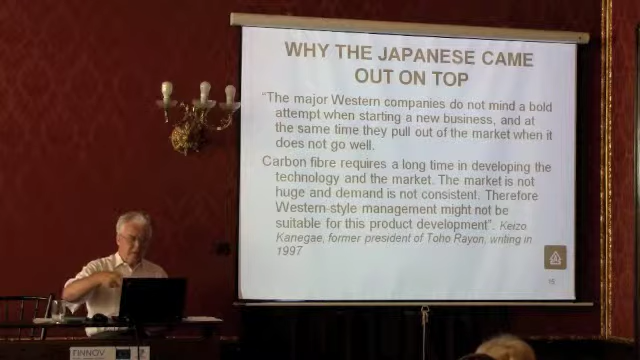 WHY THE JAPANESE CAME
OUT ON TOP
"The major Western companies do not mind a bold
attempt when starting a new business, and at
the same time they pull out of the market when it
does not go well.
Carbon fibre requires a long time in developing the
technology and the market. The market is not
huge and demand is not consistent. Therefore
Western-style management might not be
suitable for this product development". Keizo
Kanegae, former president of Toho Rayon, writing in
1997
FINNOV